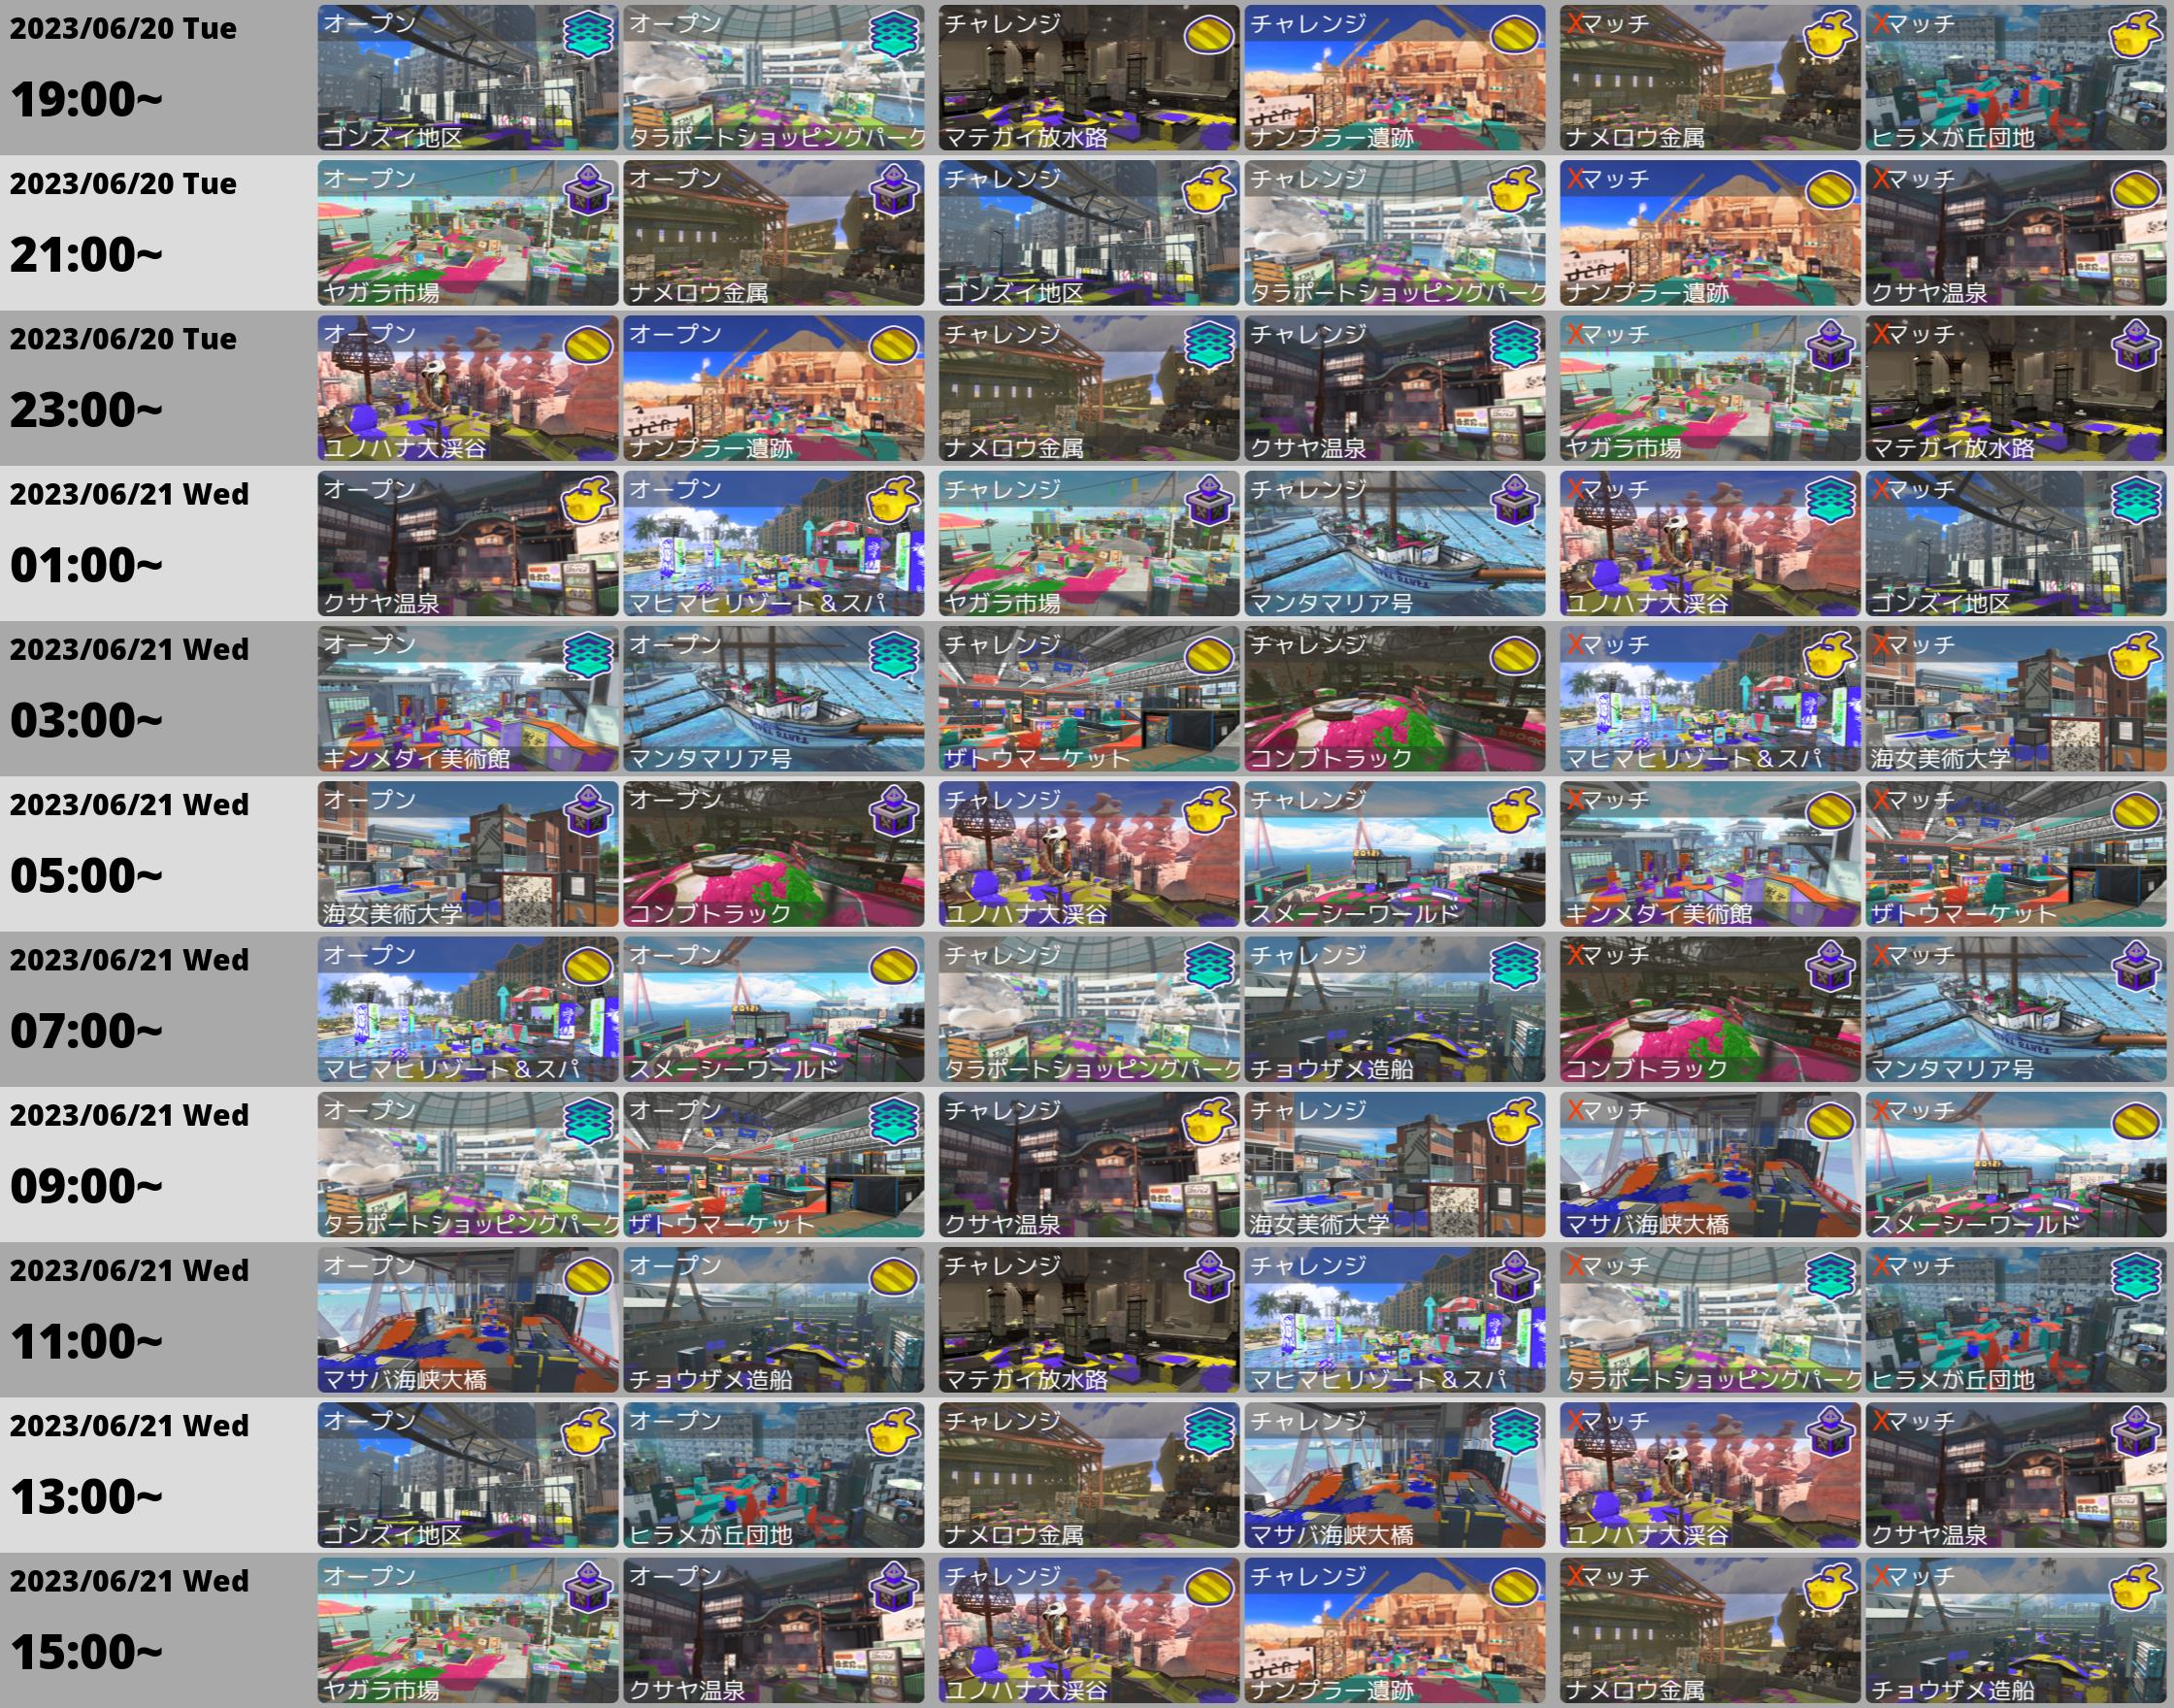 2023/06/20 Tue
19:00~
オープン オープン チャレンジ チャレンジ Xマッチ Xマッチ
ゴンズイ地区 タラポートショッピングパーク マテガイ放水路 ナンプラー遺跡 ナメロウ金属 ヒラメが丘団地
2023/06/20 Tue
21:00~
オープン オープン チャレンジ チャレンジ Xマッチ Xマッチ
ヤガラ市場 ナメロウ金属 ゴンズイ地区 タラポートショッピングパーク ナンプラー遺跡 クサヤ温泉
2023/06/20 Tue
23:00~
オープン オープン チャレンジ チャレンジ Xマッチ Xマッチ
ユノハナ大渓谷 ナンプラー遺跡 ナメロウ金属 クサヤ温泉 ヤガラ市場 マテガイ放水路
2023/06/21 Wed
01:00~
オープン オープン チャレンジ チャレンジ Xマッチ Xマッチ
クサヤ温泉 マヒマヒリゾート&スパ ヤガラ市場 マンタマリア号 ユノハナ大渓谷 ゴンズイ地区
2023/06/21 Wed
03:00~
オープン オープン チャレンジ チャレンジ Xマッチ Xマッチ
キンメダイ美術館 マンタマリア号 ザトウマーケット コンブトラック マヒマヒリゾート&スパ 海女美術大学
2023/06/21 Wed
05:00~
オープン オープン チャレンジ チャレンジ Xマッチ Xマッチ
海女美術大学 コンブトラック ユノハナ大渓谷 スメーシーワールド キンメダイ美術館 ザトウマーケット
2023/06/21 Wed
07:00~
オープン オープン チャレンジ チャレンジ Xマッチ Xマッチ
マヒマヒリゾート&スパ スメーシーワールド タラポートショッピングパーク チョウザメ造船 コンブトラック マンタマリア号
2023/06/21 Wed
09:00~
オープン オープン チャレンジ チャレンジ Xマッチ Xマッチ
タラポートショッピングパーク ザトウマーケット クサヤ温泉 海女美術大学 マサバ海峡大橋 スメーシーワールド
2023/06/21 Wed
11:00~
オープン オープン チャレンジ チャレンジ Xマッチ Xマッチ
マサバ海峡大橋 チョウザメ造船 マテガイ放水路 マヒマヒリゾート&スパ タラポートショッピングパーク ヒラメが丘団地
2023/06/21 Wed
13:00~
オープン オープン チャレンジ チャレンジ Xマッチ Xマッチ
ゴンズイ地区 ヒラメが丘団地 ナメロウ金属 マサバ海峡大橋 ユノハナ大渓谷 クサヤ温泉
2023/06/21 Wed
15:00~
オープン オープン チャレンジ チャレンジ Xマッチ Xマッチ
ヤガラ市場 クサヤ温泉 ユノハナ大渓谷 ナンプラー遺跡 ナメロウ金属 チョウザメ造船